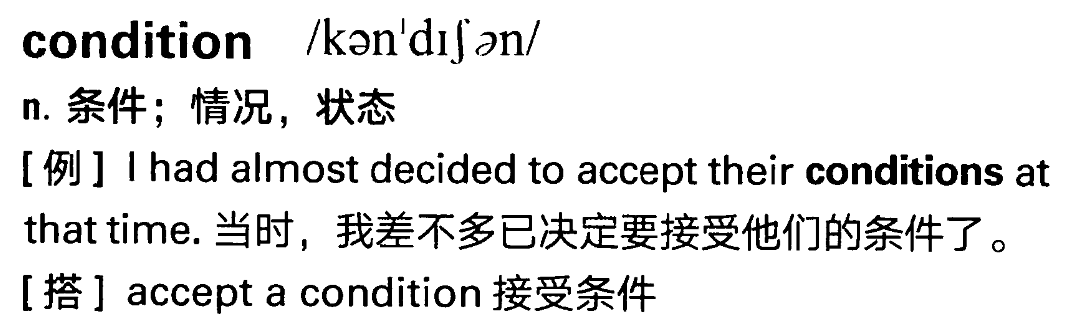 condition /kən'dɪʃən/
n. 条件；情况，状态
[例] I had almost decided to accept their conditions at
that time. 当时，我差不多已决定要接受他们的条件了。
[搭] accept a condition 接受条件